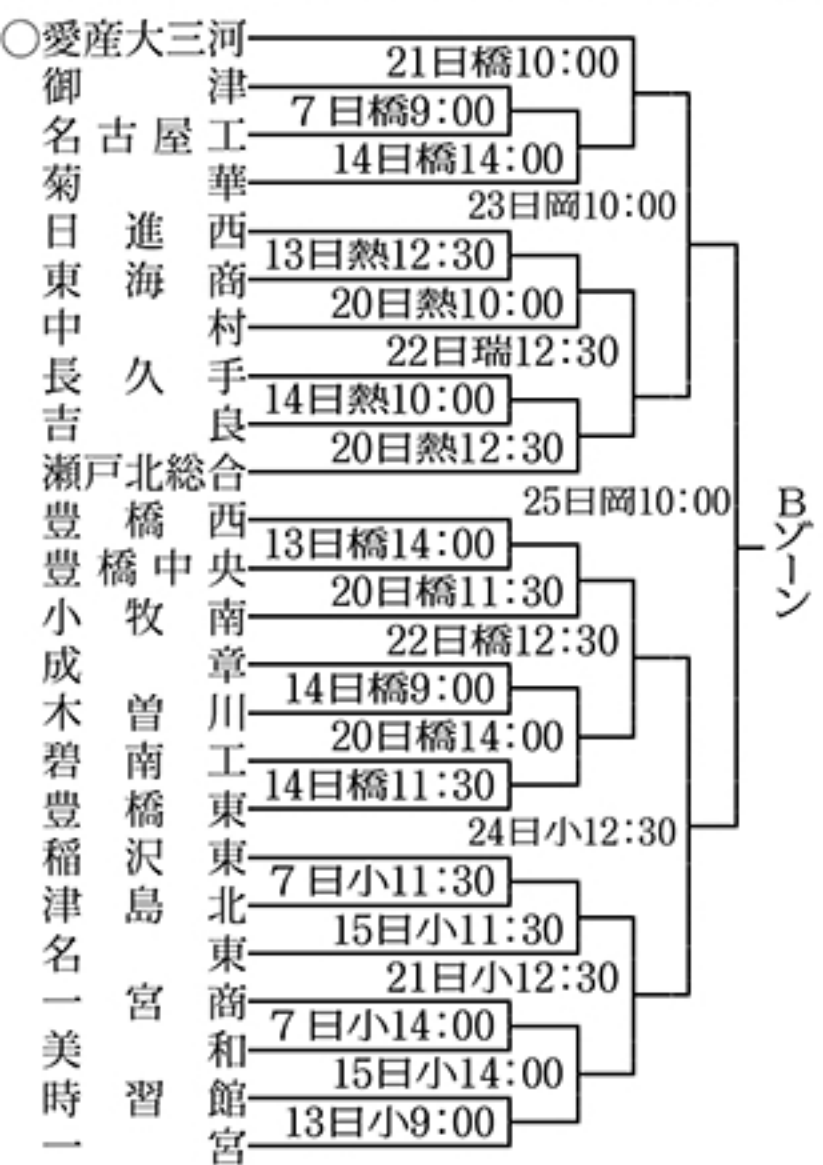 ○愛産大三河
21日橋10:00
御津
7日橋9:00
名古屋工
14日橋14:00
菊華
23日岡10:00
日進西
13日熱12:30
東海商
20日熱10:00
中村
22日瑞12:30
長久手
14日熱10:00
吉良
20日熱12:30
瀬戸北総合
25日岡10:00
Bゾーン
豊橋西
13日橋14:00
豊橋中央
20日橋11:30
小牧南
22日橋12:30
成章
14日橋9:00
木曽川
20日橋14:00
碧南工
14日橋11:30
豊橋東
24日小12:30
稲沢東
7日小11:30
津島北
15日小11:30
名東
21日小12:30
一宮商
7日小14:00
美和
15日小14:00
時習館
13日小9:00
一宮